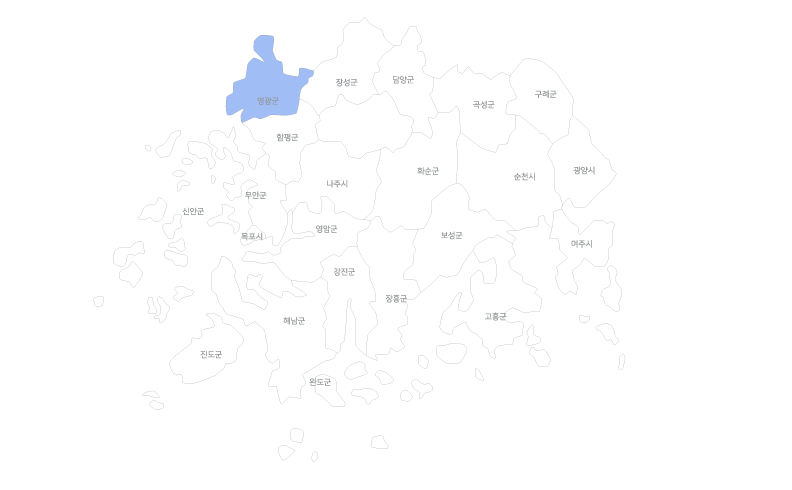 장성군
담양군
구례군
영광군
곡성군
함평군
화순군
광양시
순천시
나주시
무안군
신안군
영암군
목포시
보성군
여주시
강진군
장흥군
고흥군
해남군
진도군
완도군